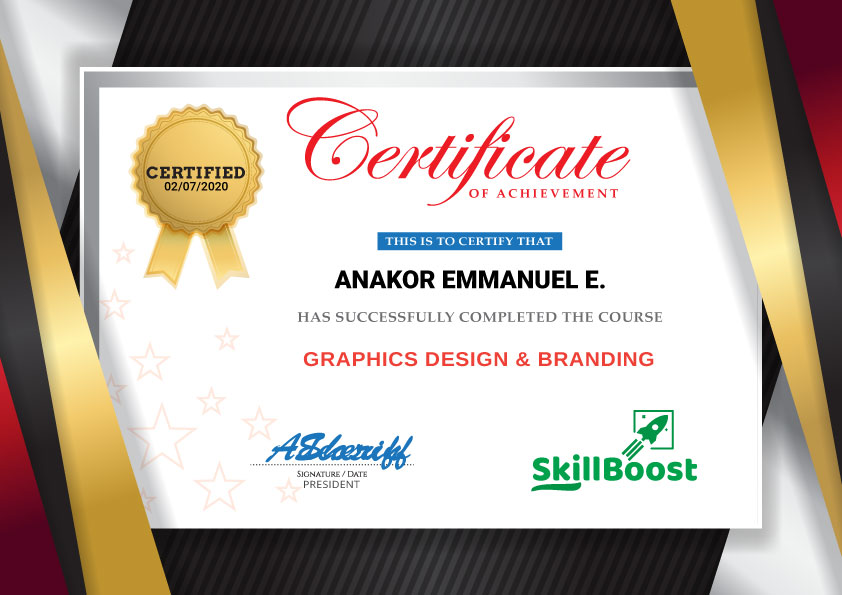 CERTIFIED
02/07/2020
Certificate
OF ACHIEVEMENT
THIS IS TO CERTIFY THAT
ANAKOR EMMANUEL E.
HAS SUCCESSFULLY COMPLETED THE COURSE
GRAPHICS DESIGN & BRANDING
SIGNATURE / DATE
PRESIDENT
SkillBoost